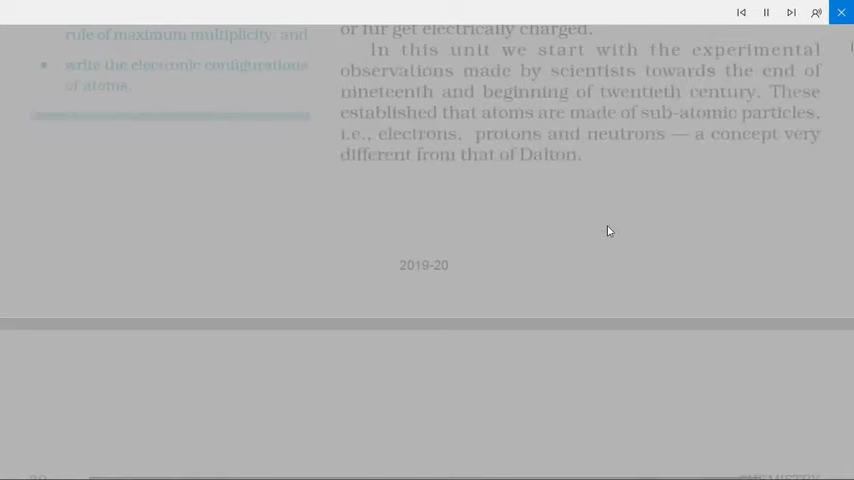 rule of maximum multiplicity; and
• write the electronic configurations
of atoms.
or fur get electrically charged.
In this unit we start with the experimental
observations made by scientists towards the end of
nineteenth and beginning of twentieth century. These
established that atoms are made of sub-atomic particles,
i.e., electrons, protons and neutrons — a concept very
different from that of Dalton.
2019-20
CHEMISTRY